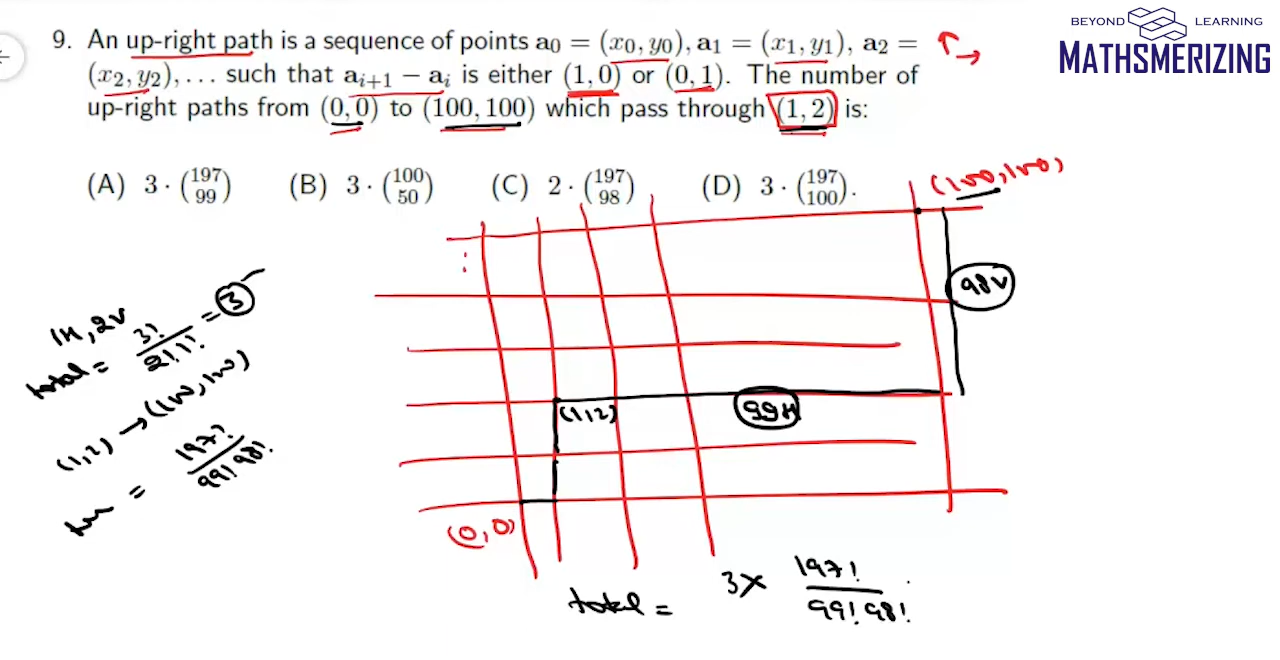 BEYOND LEARNING
MATHSMERIZING
9. An up-right path is a sequence of points a₀ = (x₀, y₀), a₁ = (x₁, y₁), a₂ =
(x₂, y₂), … such that aᵢ₊₁ − aᵢ is either (1, 0) or (0, 1). The number of
up-right paths from (0, 0) to (100, 100) which pass through (1, 2) is:
(A) 3 · (197 99) (B) 3 · (100 50) (C) 2 · (197 98) (D) 3 · (197 100).
(100,100)
98V
1H, 2V
total = 3!/2!1! = 3
(1,2) → (100,100)
= 197!/99!98!
(1,2)
99H
(0,0)
total = 3× 197!/99!98!